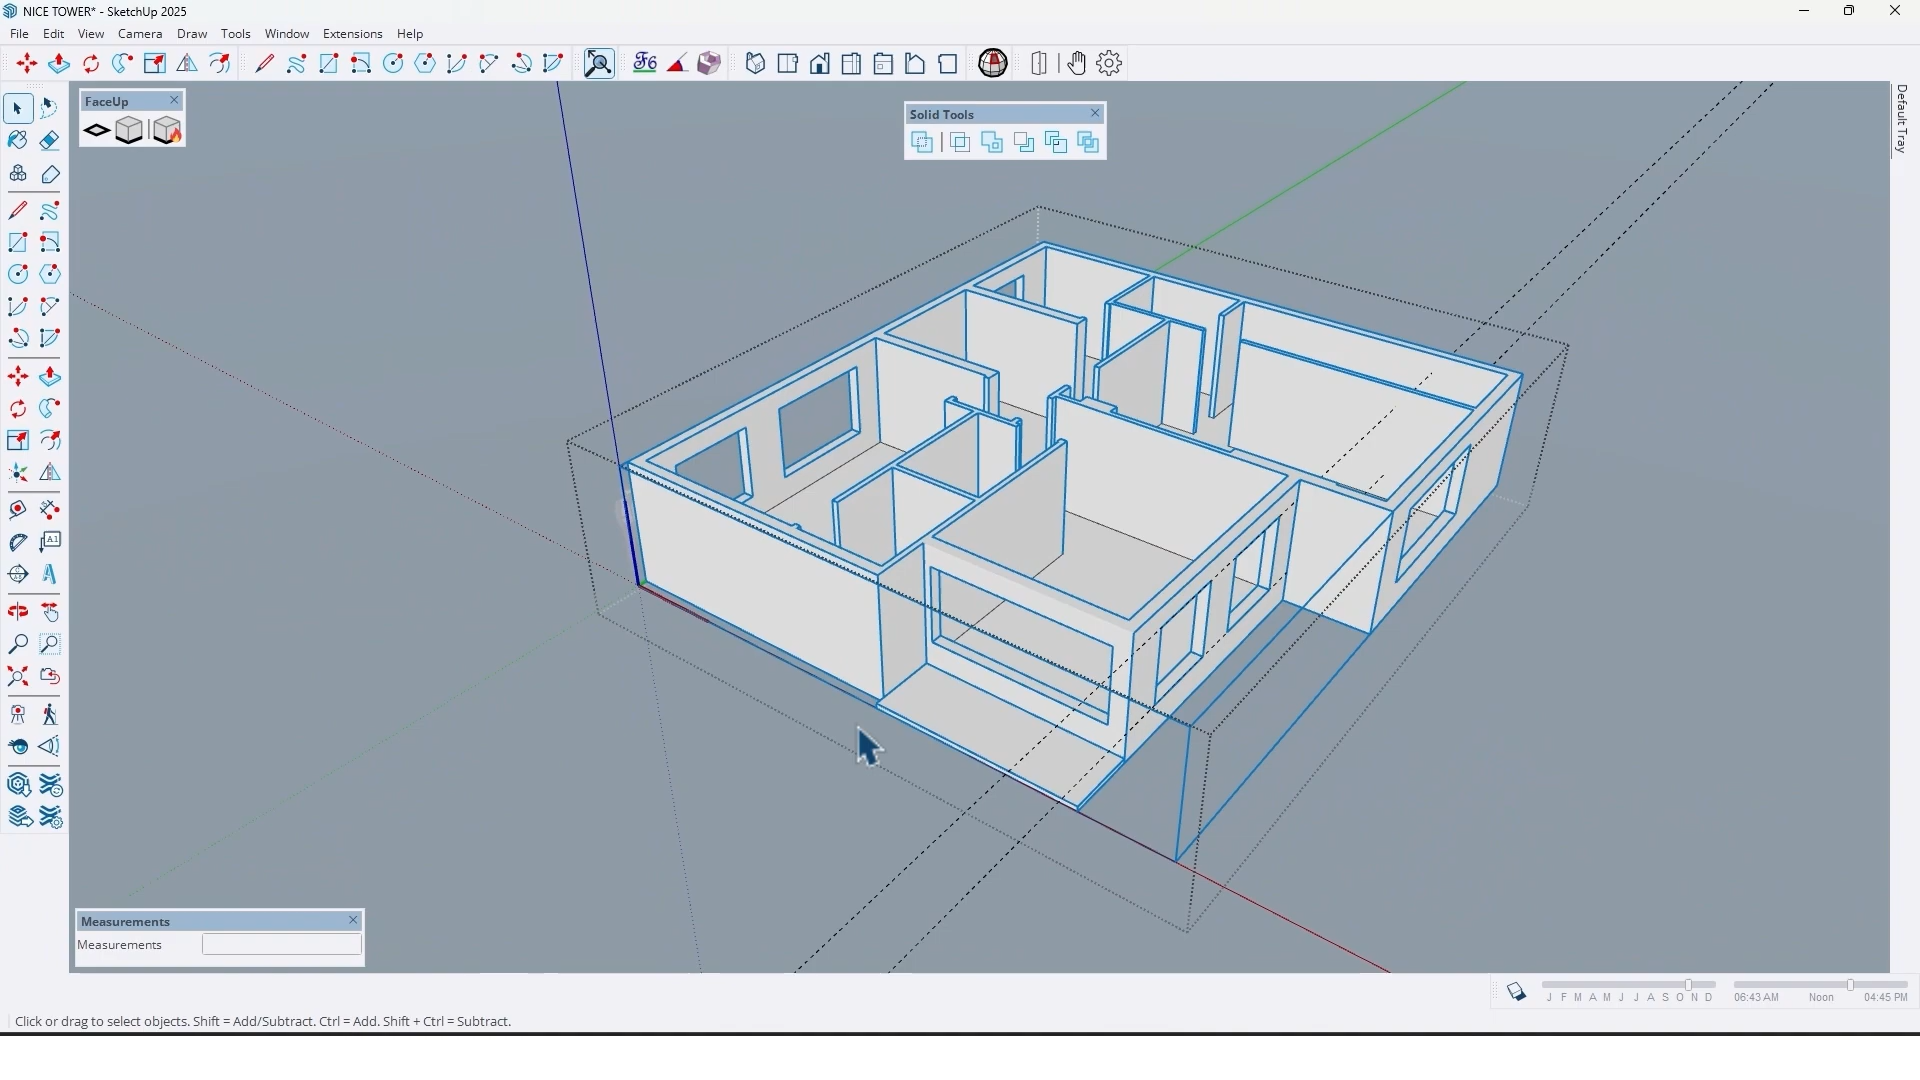 NICE TOWER* - SketchUp 2025
File Edit View Camera Draw Tools Window Extensions Help
FaceUp
Solid Tools
Default Tray
Measurements
Measurements
J F M A M J J A S O N D
06:43 AM Noon 04:45 PM
Click or drag to select objects. Shift = Add/Subtract. Ctrl = Add. Shift + Ctrl = Subtract.